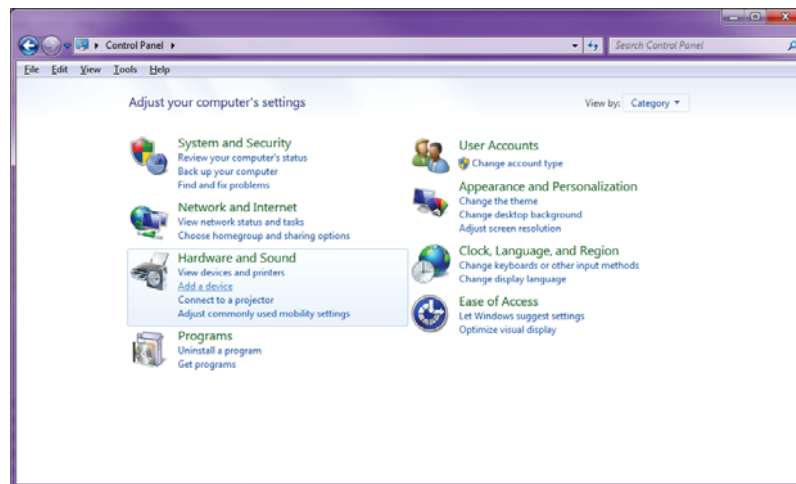 Control Panel
Search Control Panel
File Edit View Tools Help
Adjust your computer's settings
View by: Category
System and Security
Review your computer's status
Back up your computer
Find and fix problems
Network and Internet
View network status and tasks
Choose homegroup and sharing options
Hardware and Sound
View devices and printers
Add a device
Connect to a projector
Adjust commonly used mobility settings
Programs
Uninstall a program
Get programs
User Accounts
Change account type
Appearance and Personalization
Change the theme
Change desktop background
Adjust screen resolution
Clock, Language, and Region
Change keyboards or other input methods
Change display language
Ease of Access
Let Windows suggest settings
Optimize visual display